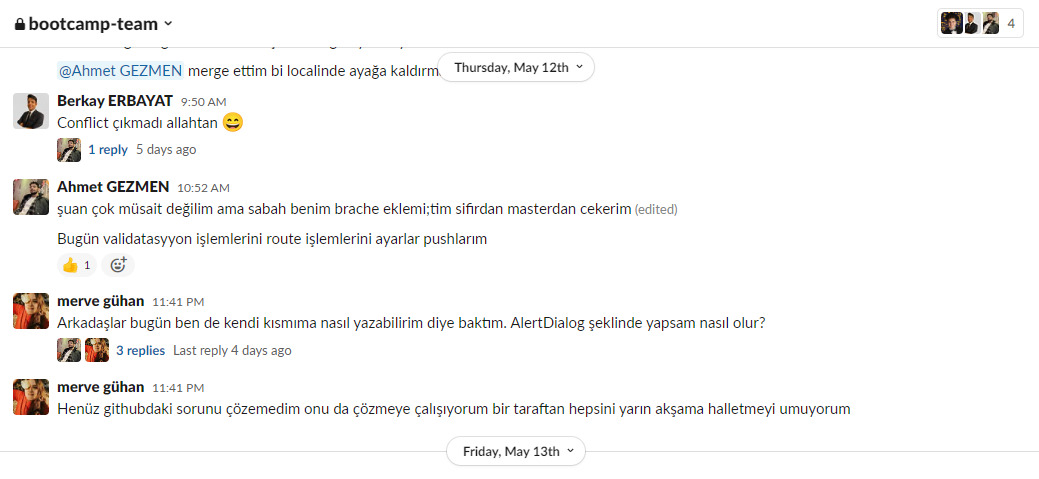 bootcamp-team
4
@Ahmet GEZMEN merge ettim bi localinde ayağa kaldırm
Thursday, May 12th
Berkay ERBAYAT 9:50 AM
Conflict çıkmadı allahtan 😄
1 reply 5 days ago
Ahmet GEZMEN 10:52 AM
şuan çok müsait değilim ama sabah benim brache eklemi;tim sifirdan masterdan cekerim (edited)
Bugün validatasyyon işlemlerini route işlemlerini ayarlar pushlarım
👍 1
merve gühan 11:41 PM
Arkadaşlar bugün ben de kendi kısmıma nasıl yazabilirim diye baktım. AlertDialog şeklinde yapsam nasıl olur?
3 replies Last reply 4 days ago
merve gühan 11:41 PM
Henüz githubdaki sorunu çözemedim onu da çözmeye çalışıyorum bir taraftan hepsini yarın akşama halletmeyi umuyorum
Friday, May 13th